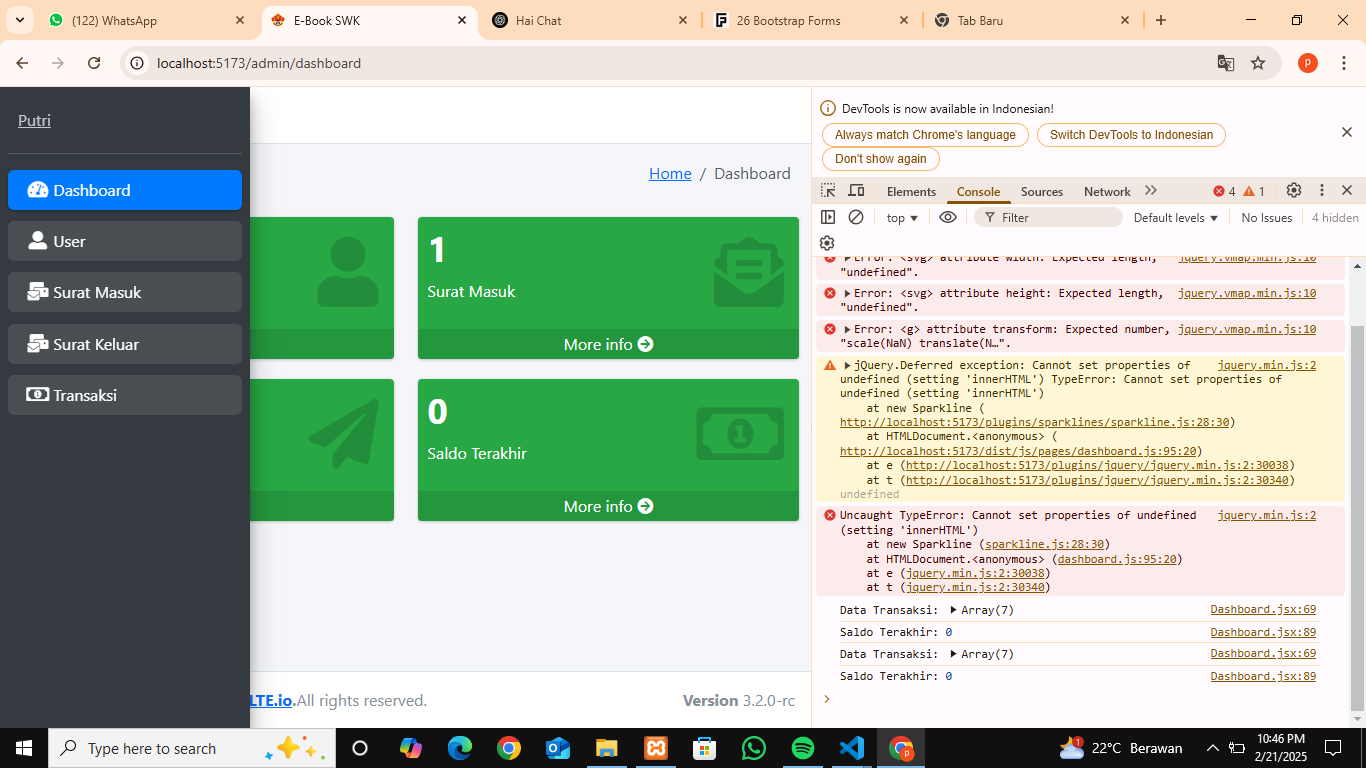 (122) WhatsApp
E-Book SWK
Hai Chat
26 Bootstrap Forms
Tab Baru
localhost:5173/admin/dashboard
P
Putri
Dashboard
User
Surat Masuk
Surat Keluar
Transaksi
Home / Dashboard
1
Surat Masuk
More info
0
Saldo Terakhir
More info
LTE.io.All rights reserved.
Version 3.2.0-rc
DevTools is now available in Indonesian!
Always match Chrome's language
Switch DevTools to Indonesian
Don't show again
Elements Console Sources Network 4 1
top Filter Default levels No Issues 4 hidden
Error: <svg> attribute width: Expected length, jquery.vmap.min.js:10
"undefined".
Error: <svg> attribute height: Expected length, jquery.vmap.min.js:10
"undefined".
Error: <g> attribute transform: Expected number, jquery.vmap.min.js:10
"scale(NaN) translate(N…".
jQuery.Deferred exception: Cannot set properties of jquery.min.js:2
undefined (setting 'innerHTML') TypeError: Cannot set properties of
undefined (setting 'innerHTML')
at new Sparkline (
http://localhost:5173/plugins/sparklines/sparkline.js:28:30)
at HTMLDocument.<anonymous> (
http://localhost:5173/dist/js/pages/dashboard.js:95:20)
at e (http://localhost:5173/plugins/jquery/jquery.min.js:2:30038)
at t (http://localhost:5173/plugins/jquery/jquery.min.js:2:30340)
undefined
Uncaught TypeError: Cannot set properties of undefined jquery.min.js:2
(setting 'innerHTML')
at new Sparkline (sparkline.js:28:30)
at HTMLDocument.<anonymous> (dashboard.js:95:20)
at e (jquery.min.js:2:30038)
at t (jquery.min.js:2:30340)
Data Transaksi: Array(7) Dashboard.jsx:69
Saldo Terakhir: 0 Dashboard.jsx:89
Data Transaksi: Array(7) Dashboard.jsx:69
Saldo Terakhir: 0 Dashboard.jsx:89
Type here to search
22°C Berawan
10:46 PM
2/21/2025